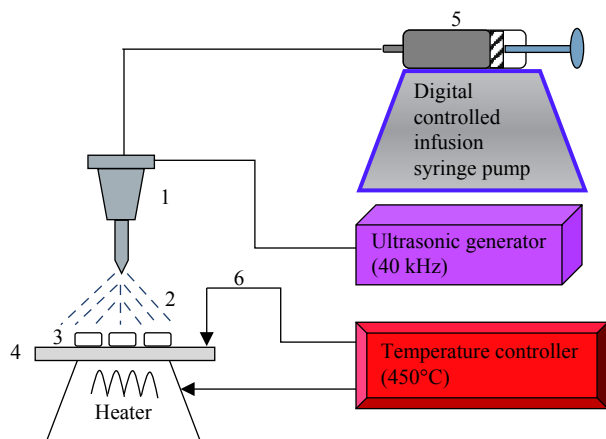 5
Digital
controlled
infusion
syringe pump
1
Ultrasonic generator
(40 kHz)
2
6
3
4
Temperature controller
(450°C)
Heater